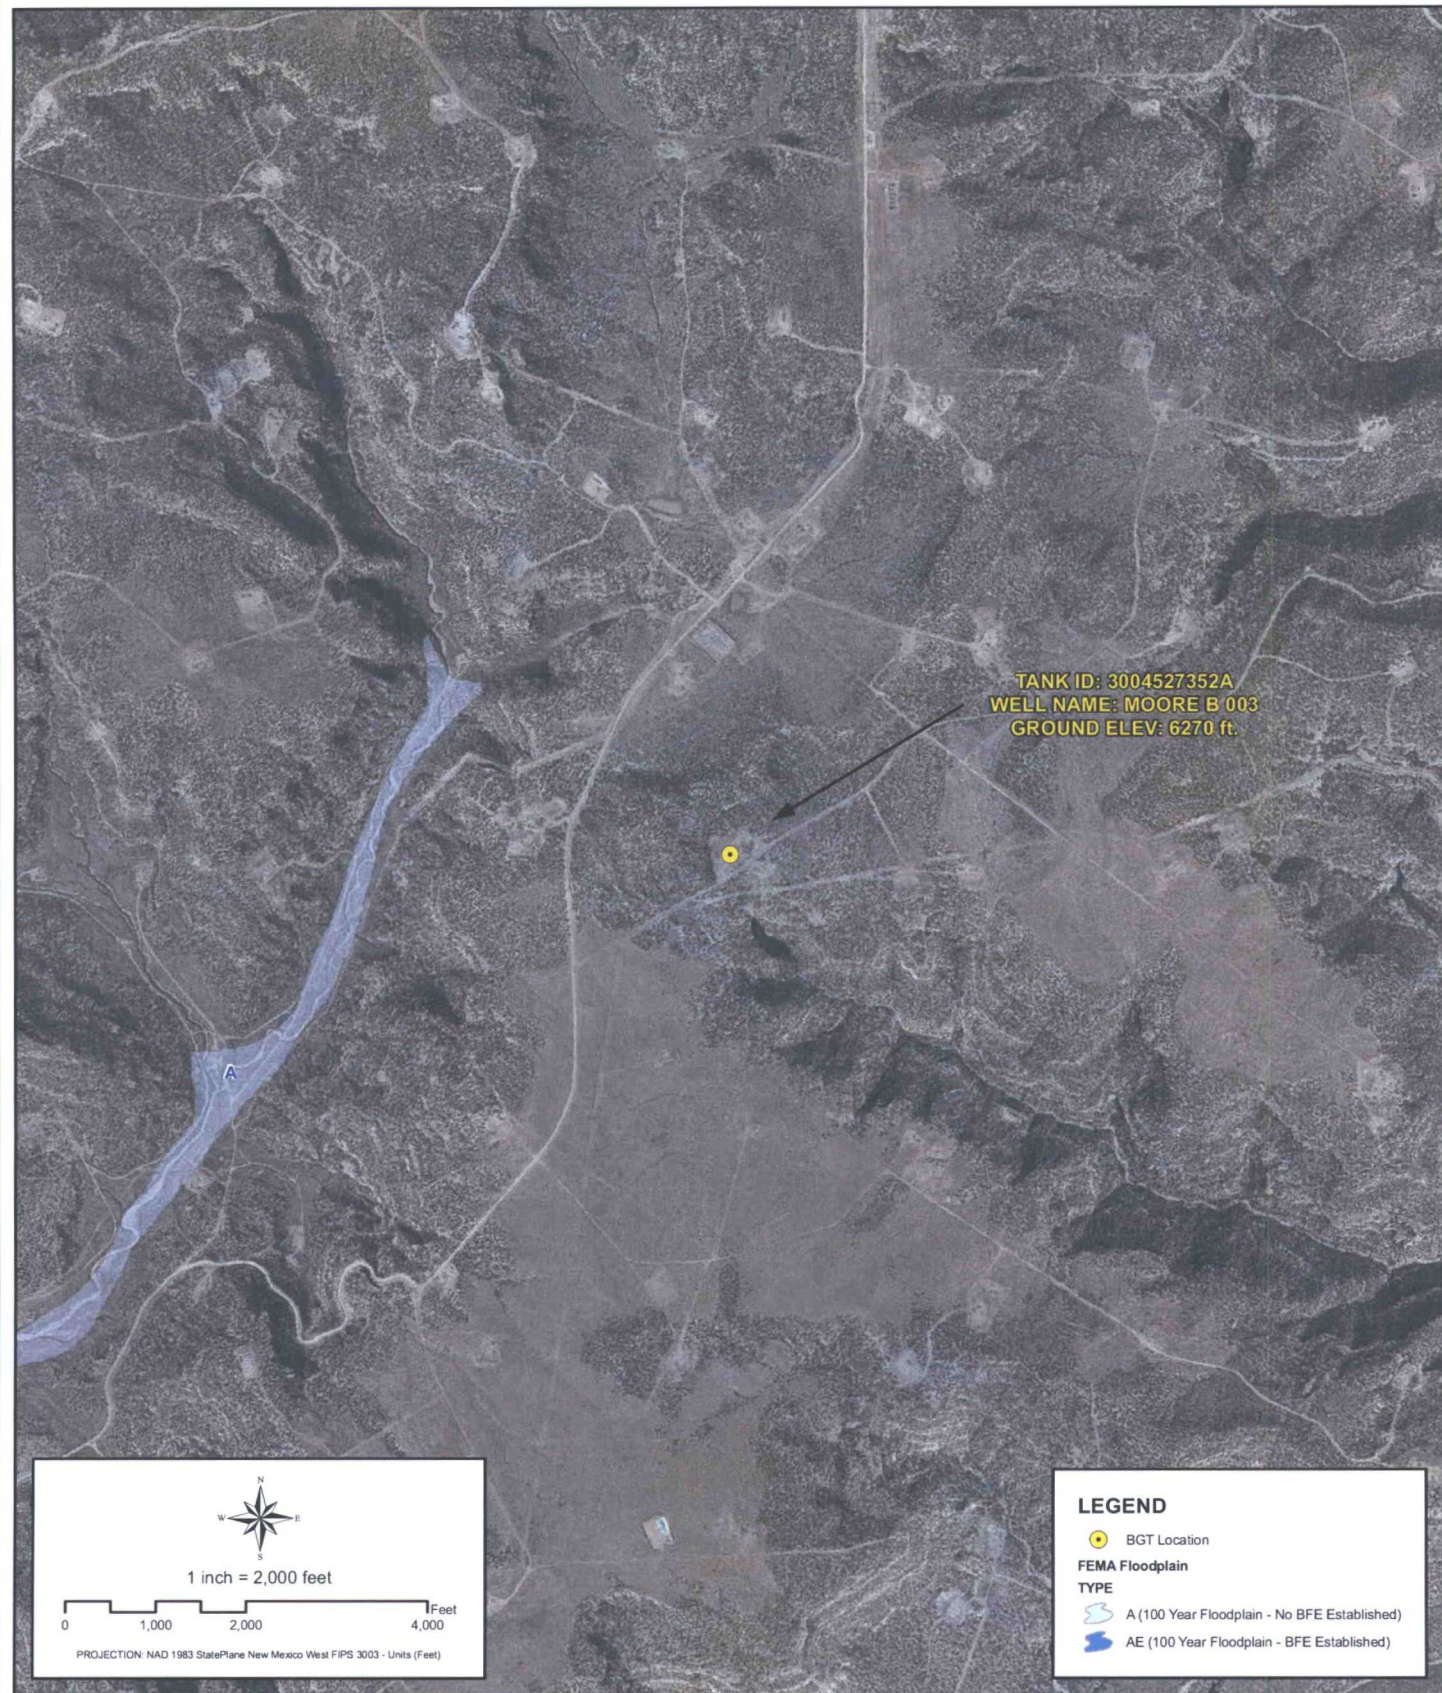 TANK ID: 3004527352A
WELL NAME: MOORE B 003
GROUND ELEV: 6270 ft.
A
N
W E
S
1 inch = 2,000 feet
Feet
0 1,000 2,000 4,000
PROJECTION: NAD 1983 StatePlane New Mexico West FIPS 3003 - Units (Feet)
LEGEND
BGT Location
FEMA Floodplain
TYPE
A (100 Year Floodplain - No BFE Established)
AE (100 Year Floodplain - BFE Established)